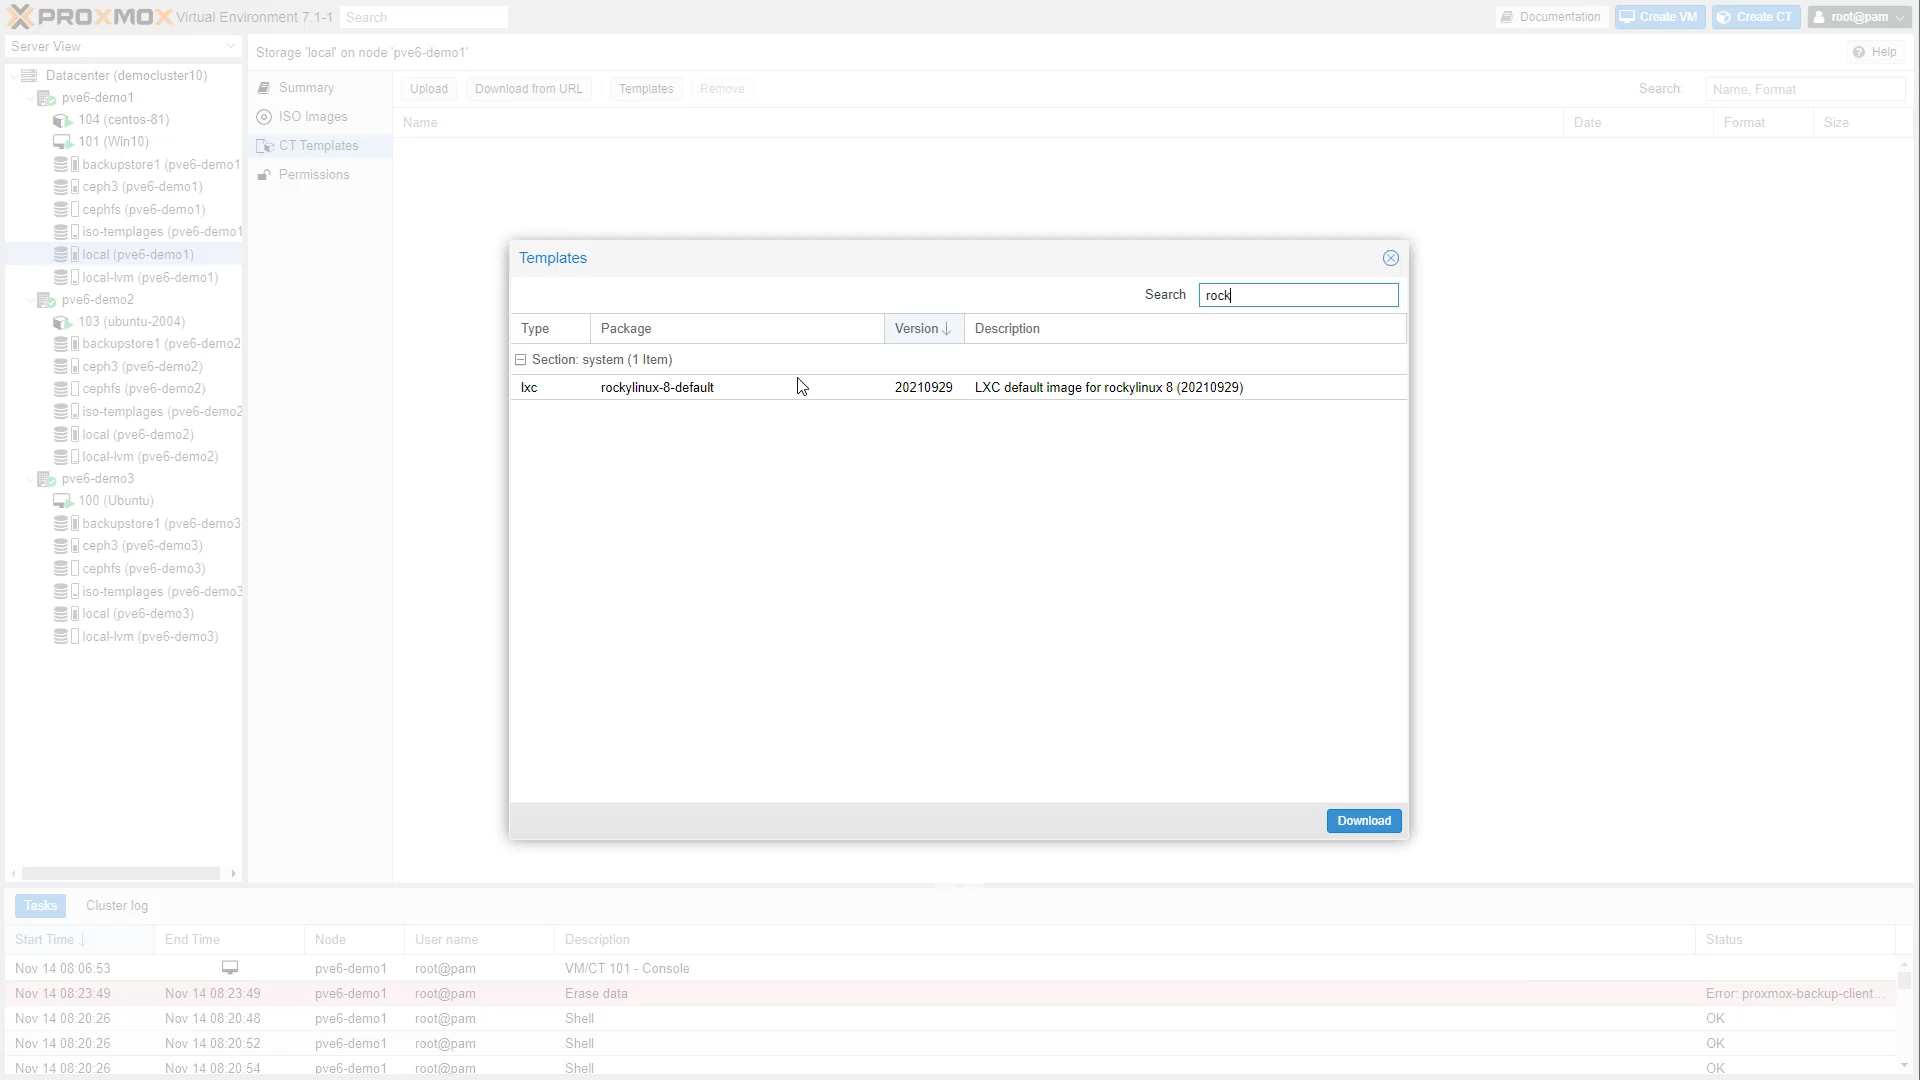 PROXMOX Virtual Environment 7.1-1 Search
Documentation Create VM Create CT root@pam
Server View
Storage 'local' on node 'pve6-demo1'
Help
Datacenter (democluster10)
pve6-demo1
104 (centos-81)
101 (Win10)
backupstore1 (pve6-demo1
ceph3 (pve6-demo1)
cephfs (pve6-demo1)
iso-templages (pve6-demo1
local (pve6-demo1)
local-lvm (pve6-demo1)
pve6-demo2
103 (ubuntu-2004)
backupstore1 (pve6-demo2
ceph3 (pve6-demo2)
cephfs (pve6-demo2)
iso-templages (pve6-demo2
local (pve6-demo2)
local-lvm (pve6-demo2)
pve6-demo3
100 (Ubuntu)
backupstore1 (pve6-demo3
ceph3 (pve6-demo3)
cephfs (pve6-demo3)
iso-templages (pve6-demo3
local (pve6-demo3)
local-lvm (pve6-demo3)
Summary
ISO Images
CT Templates
Permissions
Upload Download from URL Templates Remove
Search: Name, Format
Name Date Format Size
Templates
Search rock
Type Package Version Description
Section: system (1 Item)
lxc rockylinux-8-default 20210929 LXC default image for rockylinux 8 (20210929)
Download
Tasks Cluster log
Start Time End Time Node User name Description Status
Nov 14 08:06:53 pve6-demo1 root@pam VM/CT 101 - Console
Nov 14 08:23:49 Nov 14 08:23:49 pve6-demo1 root@pam Erase data Error: proxmox-backup-client...
Nov 14 08:20:26 Nov 14 08:20:48 pve6-demo1 root@pam Shell OK
Nov 14 08:20:26 Nov 14 08:20:52 pve6-demo1 root@pam Shell OK
Nov 14 08:20:26 Nov 14 08:20:54 pve6-demo1 root@pam Shell OK